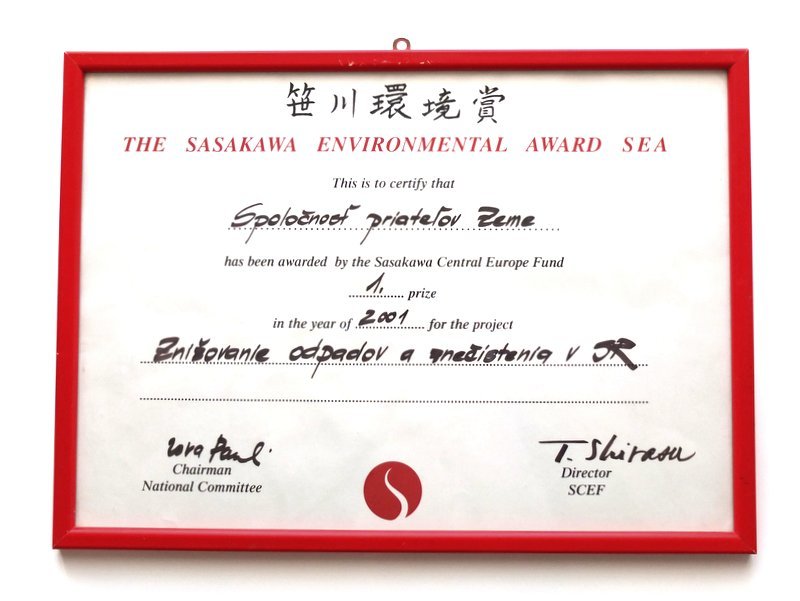 笹川環境賞
THE SASAKAWA ENVIRONMENTAL AWARD SEA
This is to certify that
Spoločnosť priateľov Zeme
has been awarded by the Sasakawa Central Europe Fund
1. prize
in the year of 2001 for the project
Znižovanie odpadov a znečistenia v SR
T. Shirasu
Chairman
National Committee
Director
SCEF